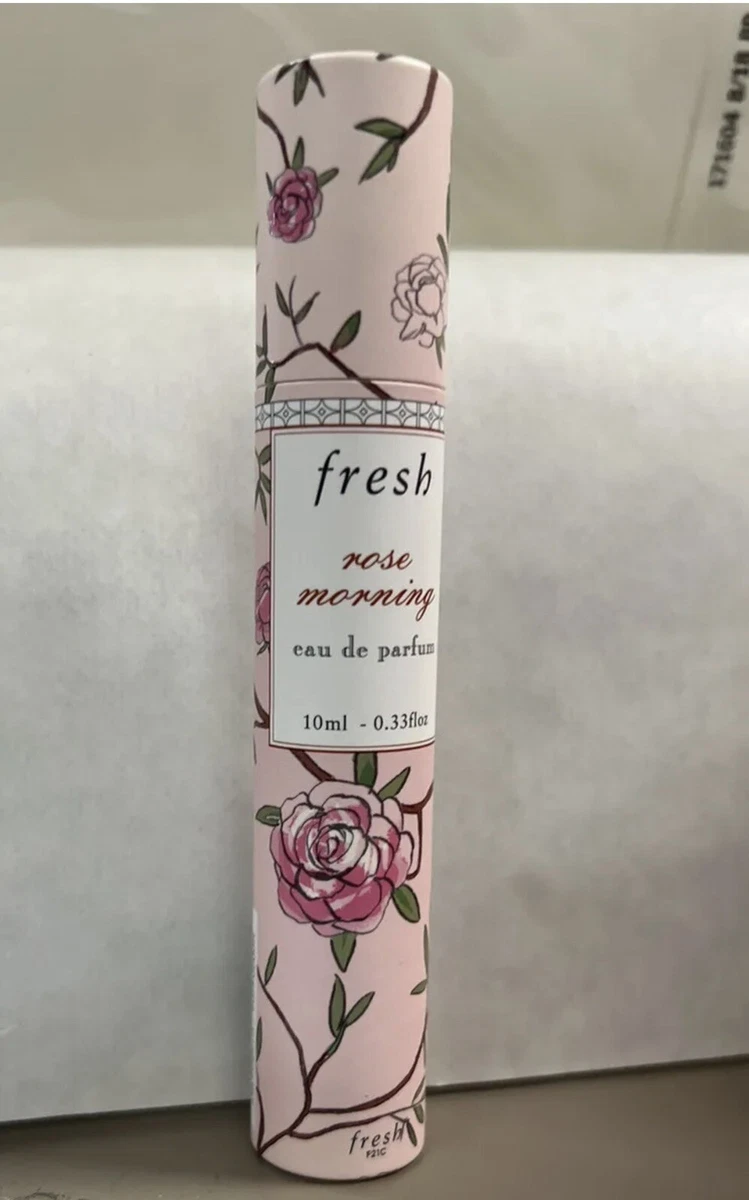 171604 8/18
fresh
rose
morning
eau de parfum
10ml - 0.33floz
fresh
F21C